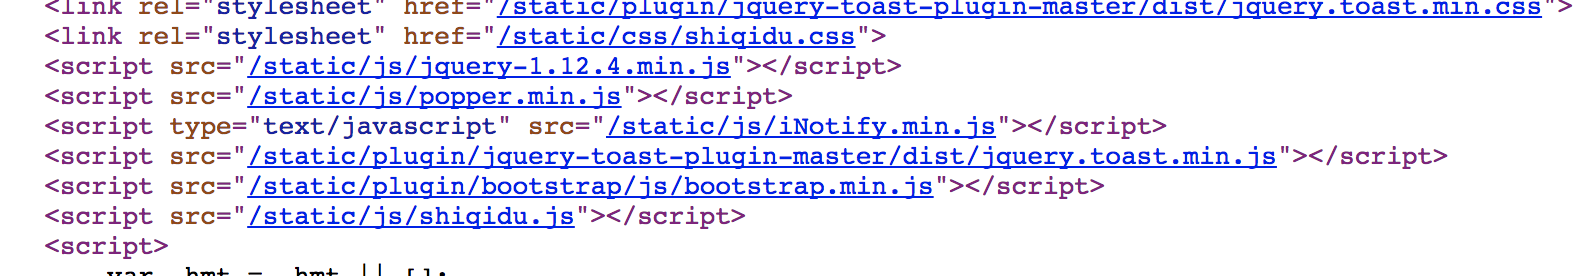 <link rel="stylesheet" href="/static/plugin/jquery-toast-plugin-master/dist/jquery.toast.min.css">
<link rel="stylesheet" href="/static/css/shiqidu.css">
<script src="/static/js/jquery-1.12.4.min.js"></script>
<script src="/static/js/popper.min.js"></script>
<script type="text/javascript" src="/static/js/iNotify.min.js"></script>
<script src="/static/plugin/jquery-toast-plugin-master/dist/jquery.toast.min.js"></script>
<script src="/static/plugin/bootstrap/js/bootstrap.min.js"></script>
<script src="/static/js/shiqidu.js"></script>
<script>
var _hmt = _hmt || [];